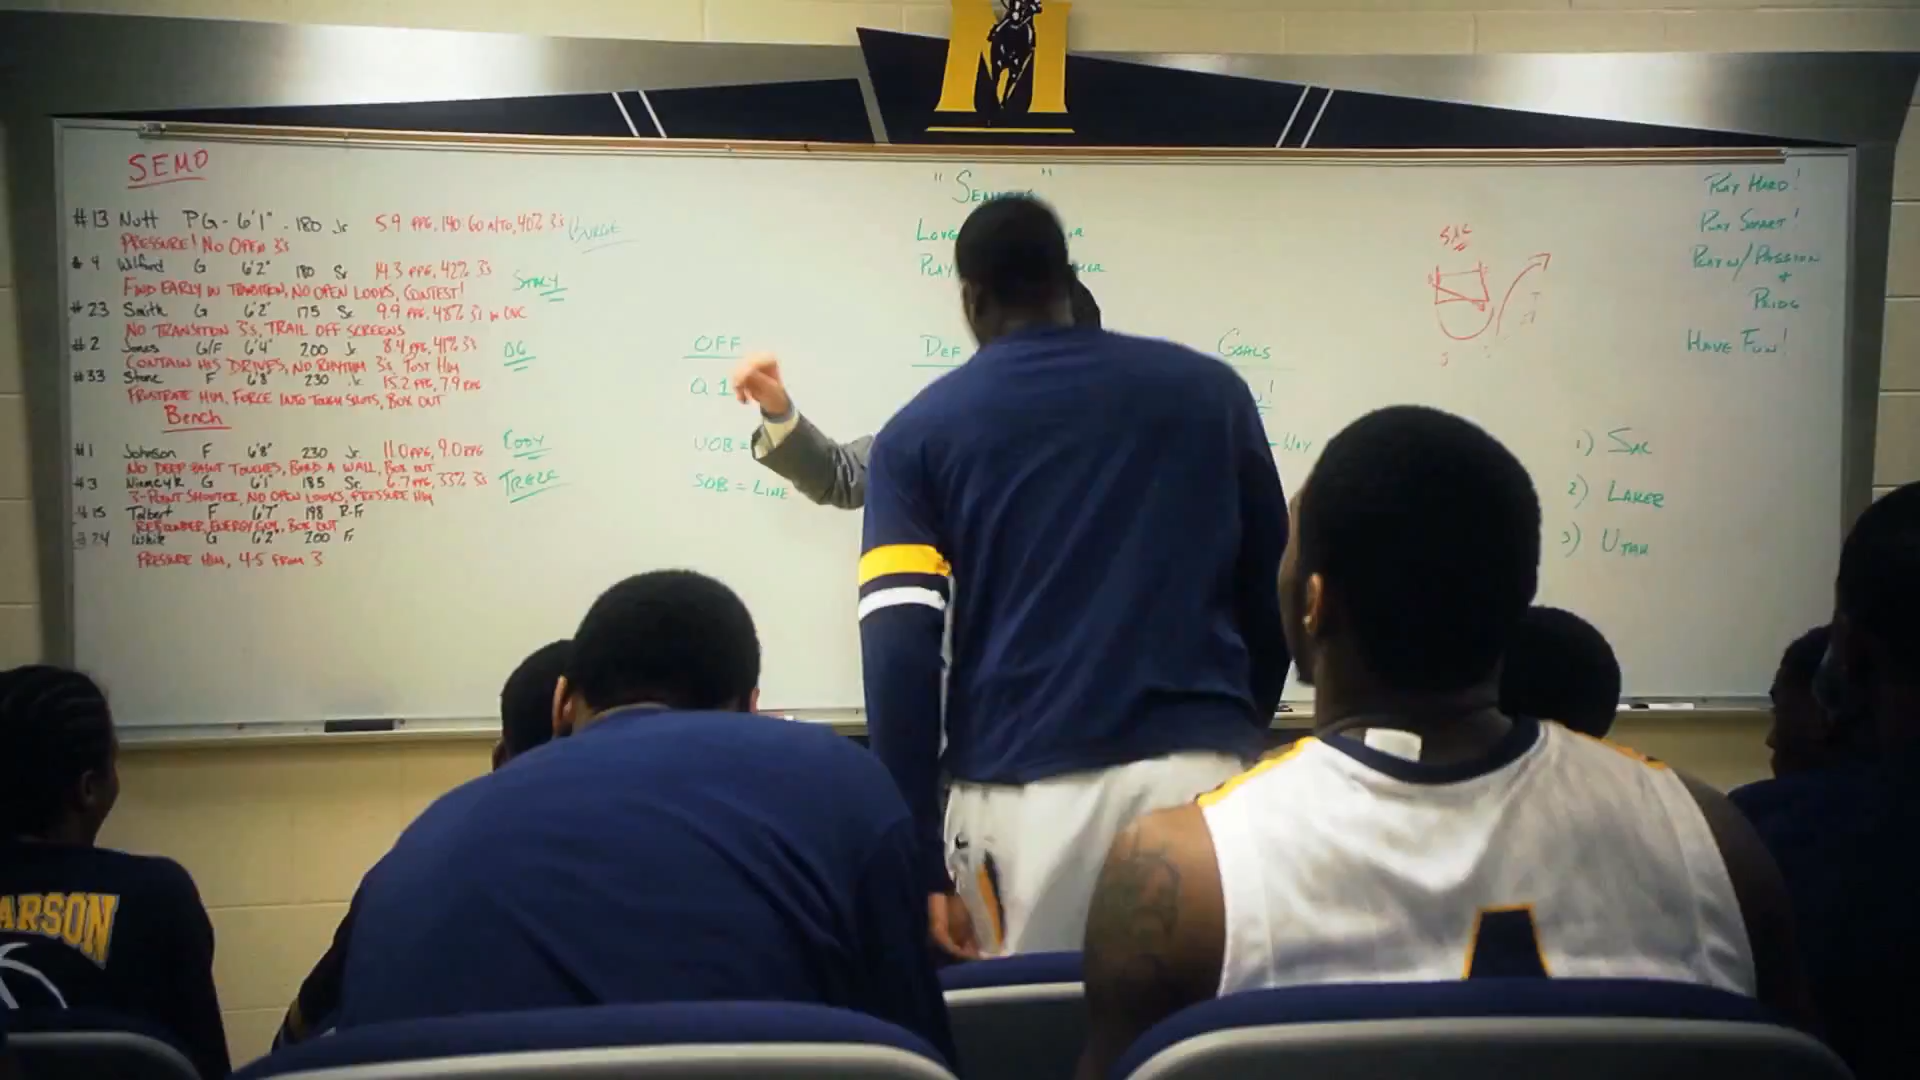 SEMO
#13 Nutt PG - 6'1" . 180 Jr 5.9 PPG, 140-60 A/TO, 40% 3's BURGE
PRESSURE! NO OPEN 3's
#4 Wilford G 6'2" 180 Sr 14.3 PPG, 42% 3's
FIND EARLY IN TRANSITION, NO OPEN LOOKS, CONTEST! STACY
#23 Smith G 6'2" 175 Sr 9.9 PPG, 48% 3's IN OVC
NO TRANSITION 3's, TRAIL OFF SCREENS
#2 Jones G/F 6'4" 200 Jr 8.4 PPG, 41% 3's
CONTAIN HIS DRIVES, NO RHYTHM 3's, POST HIM
#33 Stone F 6'8" 230 Jr 15.2 PPG, 7.9 RPG
FRUSTRATE HIM, FORCE INTO TOUGH SHOTS, BOX OUT
Bench
#1 Johnson F 6'8" 230 Jr. 11.0 PPG, 9.0 RPG EDDY
NO DEEP PAINT TOUCHES, BUILD A WALL, BOX OUT
#3 Niemczyk G 6'1" 185 Sr. 6.7 PPG, 33% 3's
3-POINT SHOOTER, NO OPEN LOOKS, PRESSURE HIM
#15 Talbert F 6'7" 198 R-Fr
REBOUNDER, ENERGY GUY, BOX OUT
#24 White G 6'2" 200 Fr
PRESSURE HIM, 4-5 FROM 3
M
PLAY
OFF
Q 1
UOB =
SOB = LINE
DEF
GOALS
WAY
SAC
PLAY HARD!
PLAY SMART!
PLAY W/ PASSION
+
PRIDE
HAVE FUN!
1) SAC
2) LAKER
3) UTAH
ARSON